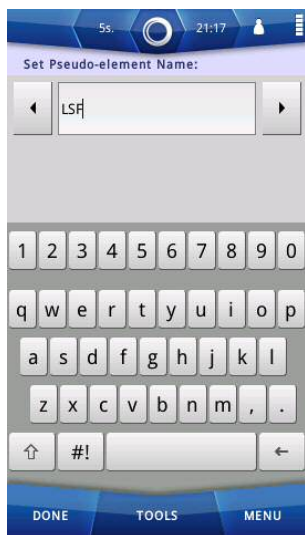 5s. 21:17
Set Pseudo-element Name:
LSF
1 2 3 4 5 6 7 8 9 0
q w e r t y u i o p
a s d f g h j k l
z x c v b n m , .
#!
DONE TOOLS MENU